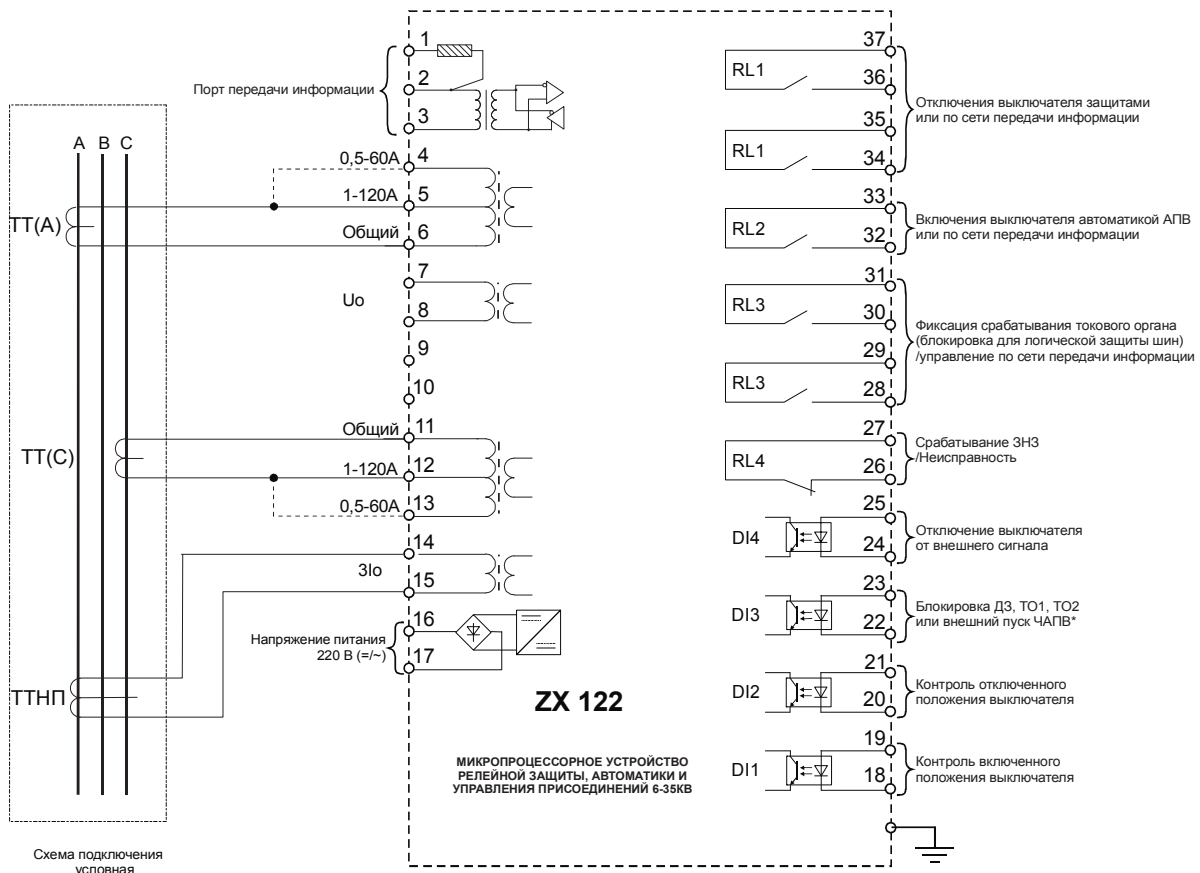 1
2
3
Порт передачи информации
A B C
0,5-60А
4
1-120А
5
ТТ(А)
Общий
6
7
Uo
8
9
10
Общий
11
ТТ(С)
1-120А
12
0,5-60А
13
14
3Io
15
Напряжение питания
220 В (=/~)
16
17
ТТНП
Схема подключения
условная
ZX 122
МИКРОПРОЦЕССОРНОЕ УСТРОЙСТВО
РЕЛЕЙНОЙ ЗАЩИТЫ, АВТОМАТИКИ И
УПРАВЛЕНИЯ ПРИСОЕДИНЕНИЙ 6-35КВ
RL1
37
36
RL1
35
34
Отключения выключателя защитами
или по сети передачи информации
RL2
33
32
Включения выключателя автоматикой АПВ
или по сети передачи информации
RL3
31
30
RL3
29
28
Фиксация срабатывания токового органа
(блокировка для логической защиты шин)
/управление по сети передачи информации
RL4
27
26
Срабатывание ЗНЗ
/Неисправность
DI4
25
24
Отключение выключателя
от внешнего сигнала
DI3
23
22
Блокировка ДЗ, ТО1, ТО2
или внешний пуск ЧАПВ*
DI2
21
20
Контроль отключенного
положения выключателя
DI1
19
18
Контроль включенного
положения выключателя